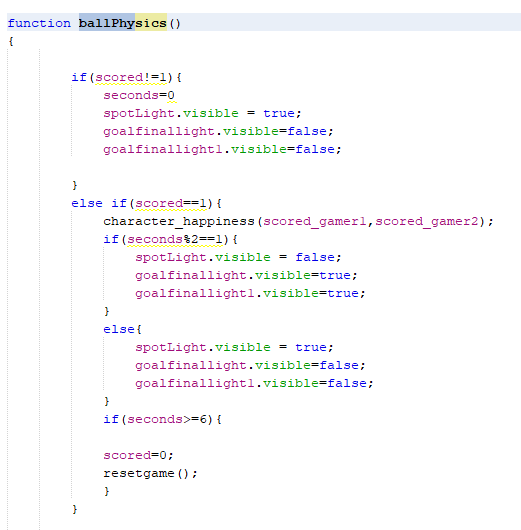 function ballPhysics()
{
if(scored!=1){
seconds=0
spotLight.visible = true;
goalfinallight.visible=false;
goalfinallight1.visible=false;
}
else if(scored==1){
character_happiness(scored_gamer1,scored_gamer2);
if(seconds%2==1){
spotLight.visible = false;
goalfinallight.visible=true;
goalfinallight1.visible=true;
}
else{
spotLight.visible = true;
goalfinallight.visible=false;
goalfinallight1.visible=false;
}
if(seconds>=6){
scored=0;
resetgame();
}
}